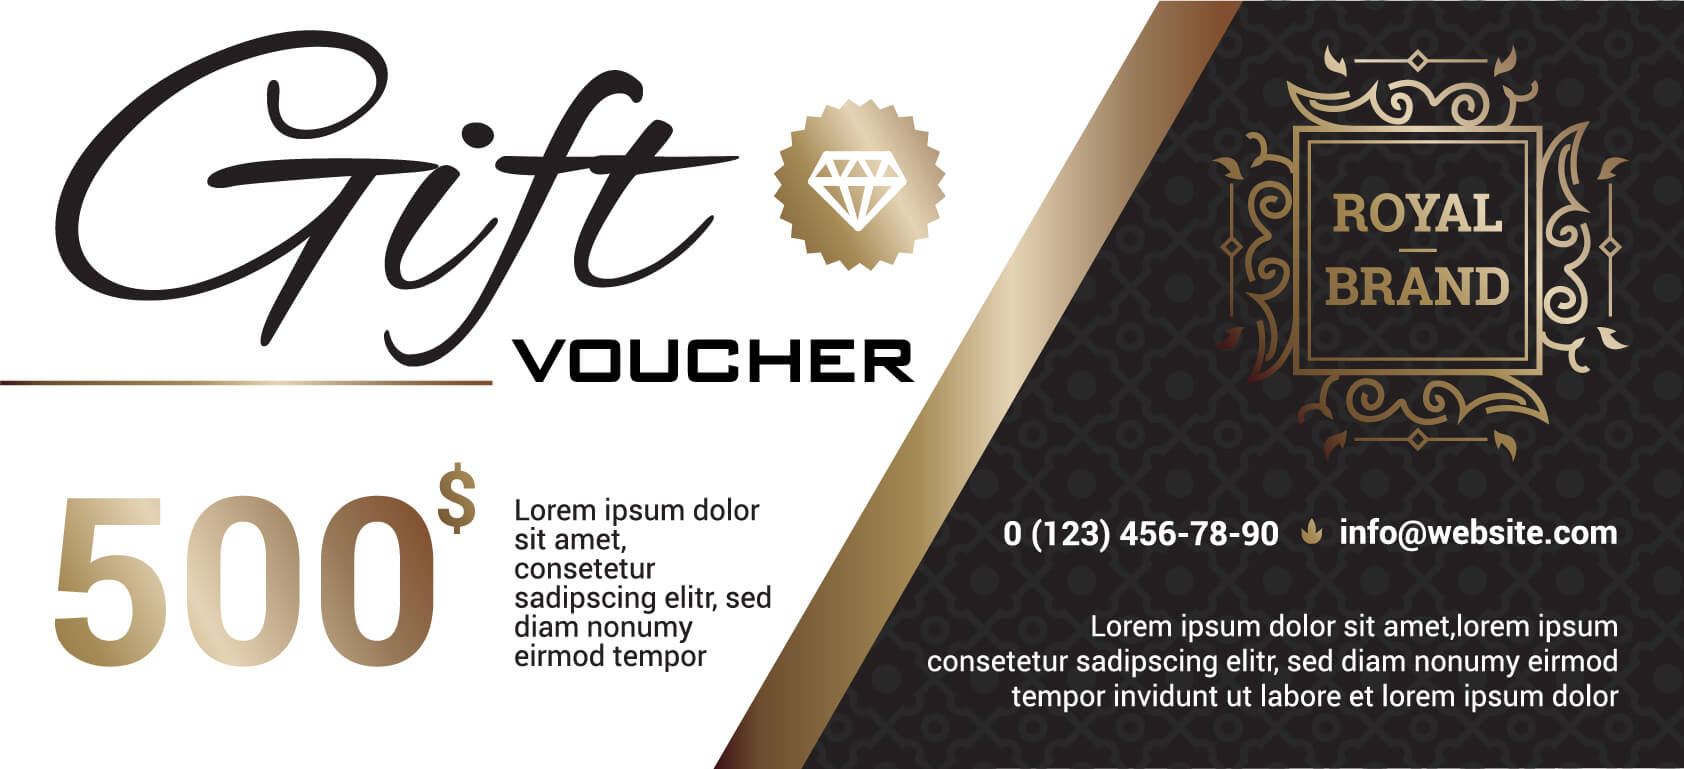 Gift
VOUCHER
500$
Lorem ipsum dolor
sit amet,
consetetur
sadipscing elitr, sed
diam nonumy
eirmod tempor
ROYAL
BRAND
0 (123) 456-78-90 info@website.com
Lorem ipsum dolor sit amet,lorem ipsum
consetetur sadipscing elitr, sed diam nonumy eirmod
tempor invidunt ut labore et lorem ipsum dolor